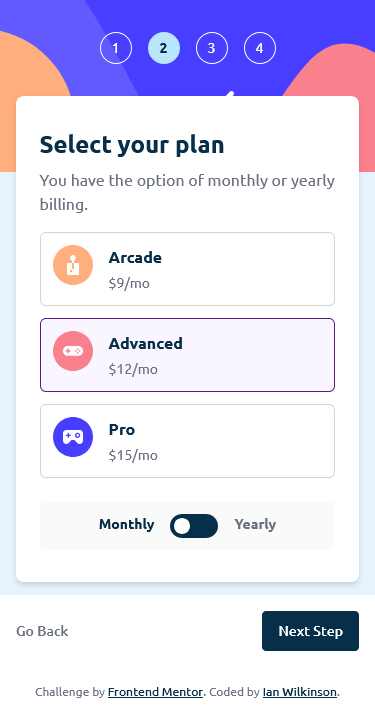 1 2 3 4
Select your plan
You have the option of monthly or yearly
billing.
Arcade
$9/mo
Advanced
$12/mo
Pro
$15/mo
Monthly Yearly
Go Back Next Step
Challenge by Frontend Mentor. Coded by Ian Wilkinson.